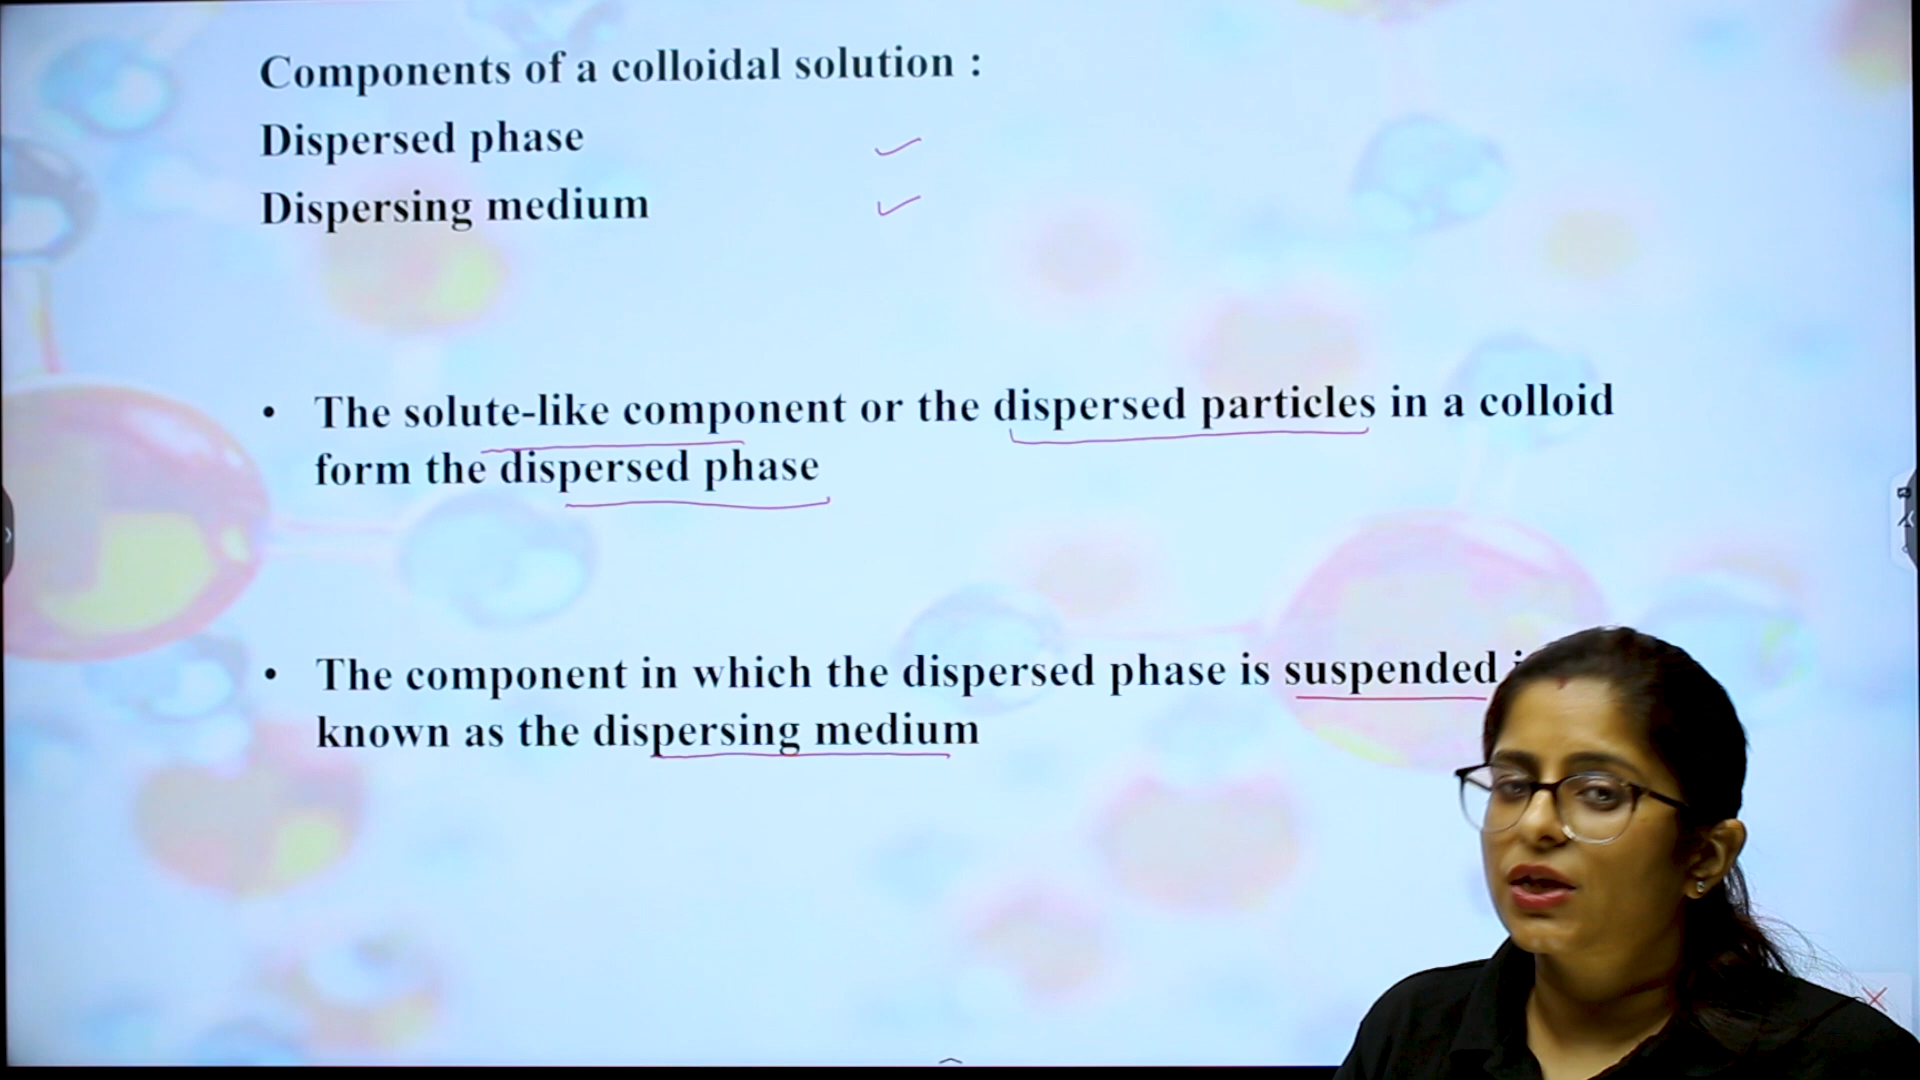 Components of a colloidal solution :
Dispersed phase
Dispersing medium
• The solute-like component or the dispersed particles in a colloid
form the dispersed phase
• The component in which the dispersed phase is suspended
known as the dispersing medium